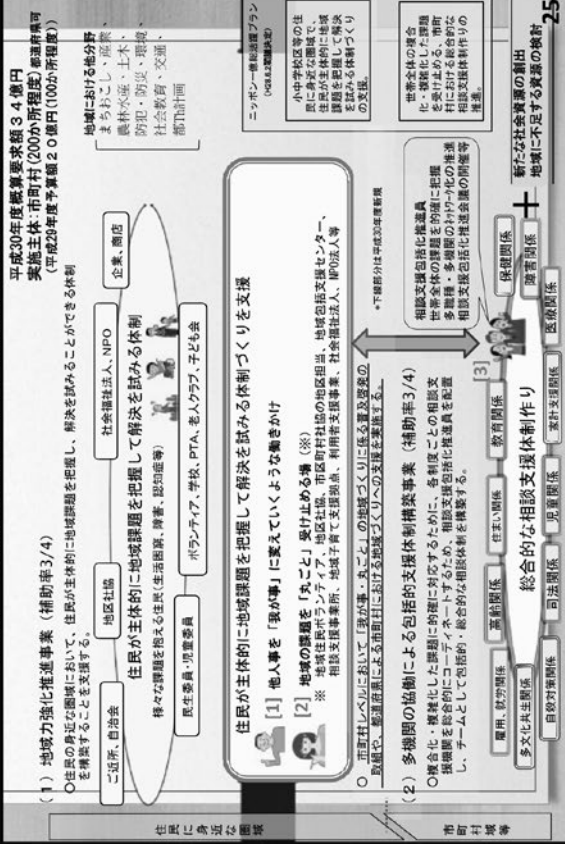 平成30年度概算要求額34億円
実施主体：市町村(200か所程度) 都道府県可
(平成29年度予算額20億円(100か所程度))
(1) 地域力強化推進事業(補助率3/4)
○住民の身近な圏域において、住民が主体的に地域課題を把握し、解決を試みることができる体制
を構築することを支援する。
地域における他分野
まちおこし、産業、
農林水産、土木、
防犯・防災、環境、
社会教育、交通、
都市計画
ご近所、自治会
地区社協
社会福祉法人、NPO
企業、商店
住民が主体的に地域課題を把握して解決を試みる体制
様々な課題を抱える住民(生活困窮、障害、認知症等)
民生委員・児童委員
ボランティア、学校、PTA、老人クラブ、子ども会
ニッポン一億総活躍プラン
(H28.6.2閣議決定)
小中学校区等の住
民に身近な圏域で、
住民が主体的に地域
課題を把握して解決
を試みる体制づくり
の支援。
世帯全体の複合
化・複雑化した課題
を受け止める、市町
村における総合的な
相談支援体制作りの
推進。
住民に身近な圏域
住民が主体的に地域課題を把握して解決を試みる体制づくりを支援
[1] 他人事を「我が事」に変えていくような働きかけ
[2] 地域の課題を「丸ごと」受け止める場(※)
※ 地域住民ボランティア、地区社協、市区町村社協の地区担当、地域包括支援センター、
相談支援事業所、地域子育て支援拠点、利用者支援事業、社会福祉法人、NPO法人等
*下線部分は平成30年度新規
○ 市町村レベルにおいて「我が事・丸ごと」の地域づくりに係る普及啓発の
取組や、都道府県による市町村における地域づくりへの支援を実施する。
(2) 多機関の協働による包括的支援体制構築事業(補助率3/4)
○複合化・複雑化した課題に的確に対応するために、各制度ごとの相談支
援機関を総合的にコーディネートするため、相談支援包括化推進員を配置
し、チームとして包括的・総合的な相談体制を構築する。
相談支援包括化推進員
世帯全体の課題を的確に把握
多職種・多機関のネットワーク化の推進
相談支援包括化推進会議の開催等
市町村域等
雇用、就労関係
高齢関係
住まい関係
教育関係
[3]
保健関係
障害関係
多文化共生関係
総合的な相談支援体制作り
自殺対策関係
司法関係
児童関係
家計支援関係
医療関係
+
新たな社会資源の創出
地域に不足する資源の検討
25